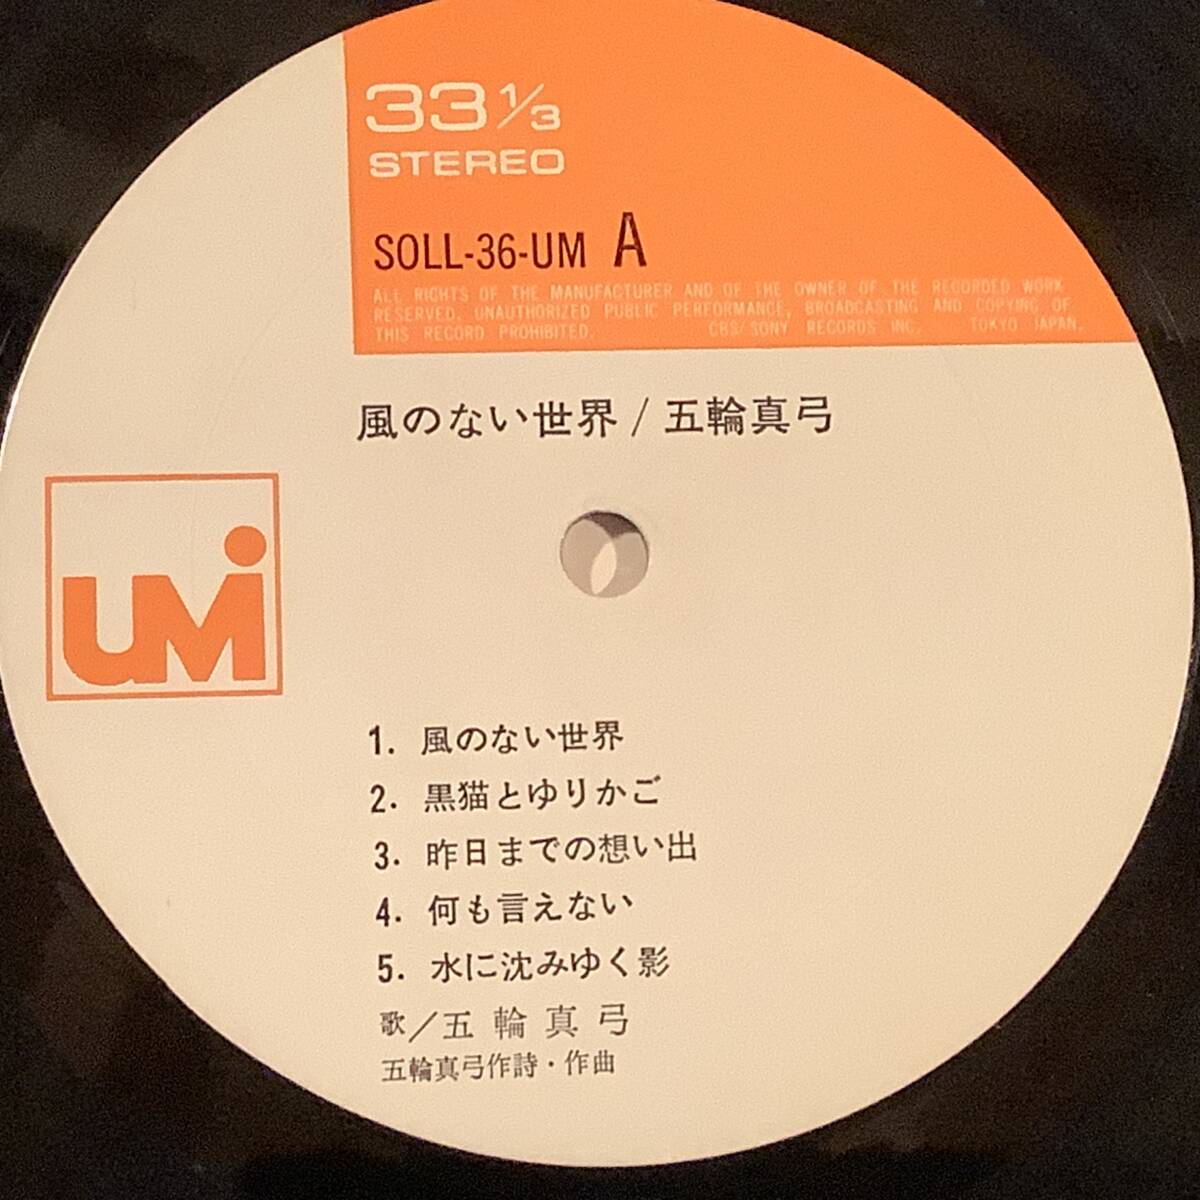 33 1/3
STEREO
SOLL-36-UM A
ALL RIGHTS OF THE MANUFACTURER AND OF THE OWNER OF THE RECORDED WORK
RESERVED. UNAUTHORIZED PUBLIC PERFORMANCE, BROADCASTING AND COPYING OF
THIS RECORD PROHIBITED. CBS/SONY RECORDS INC. TOKYO JAPAN.
風のない世界/五輪真弓
UMi
1. 風のない世界
2. 黒猫とゆりかご
3. 昨日までの想い出
4. 何も言えない
5. 水に沈みゆく影
歌/五輪真弓
五輪真弓作詩・作曲